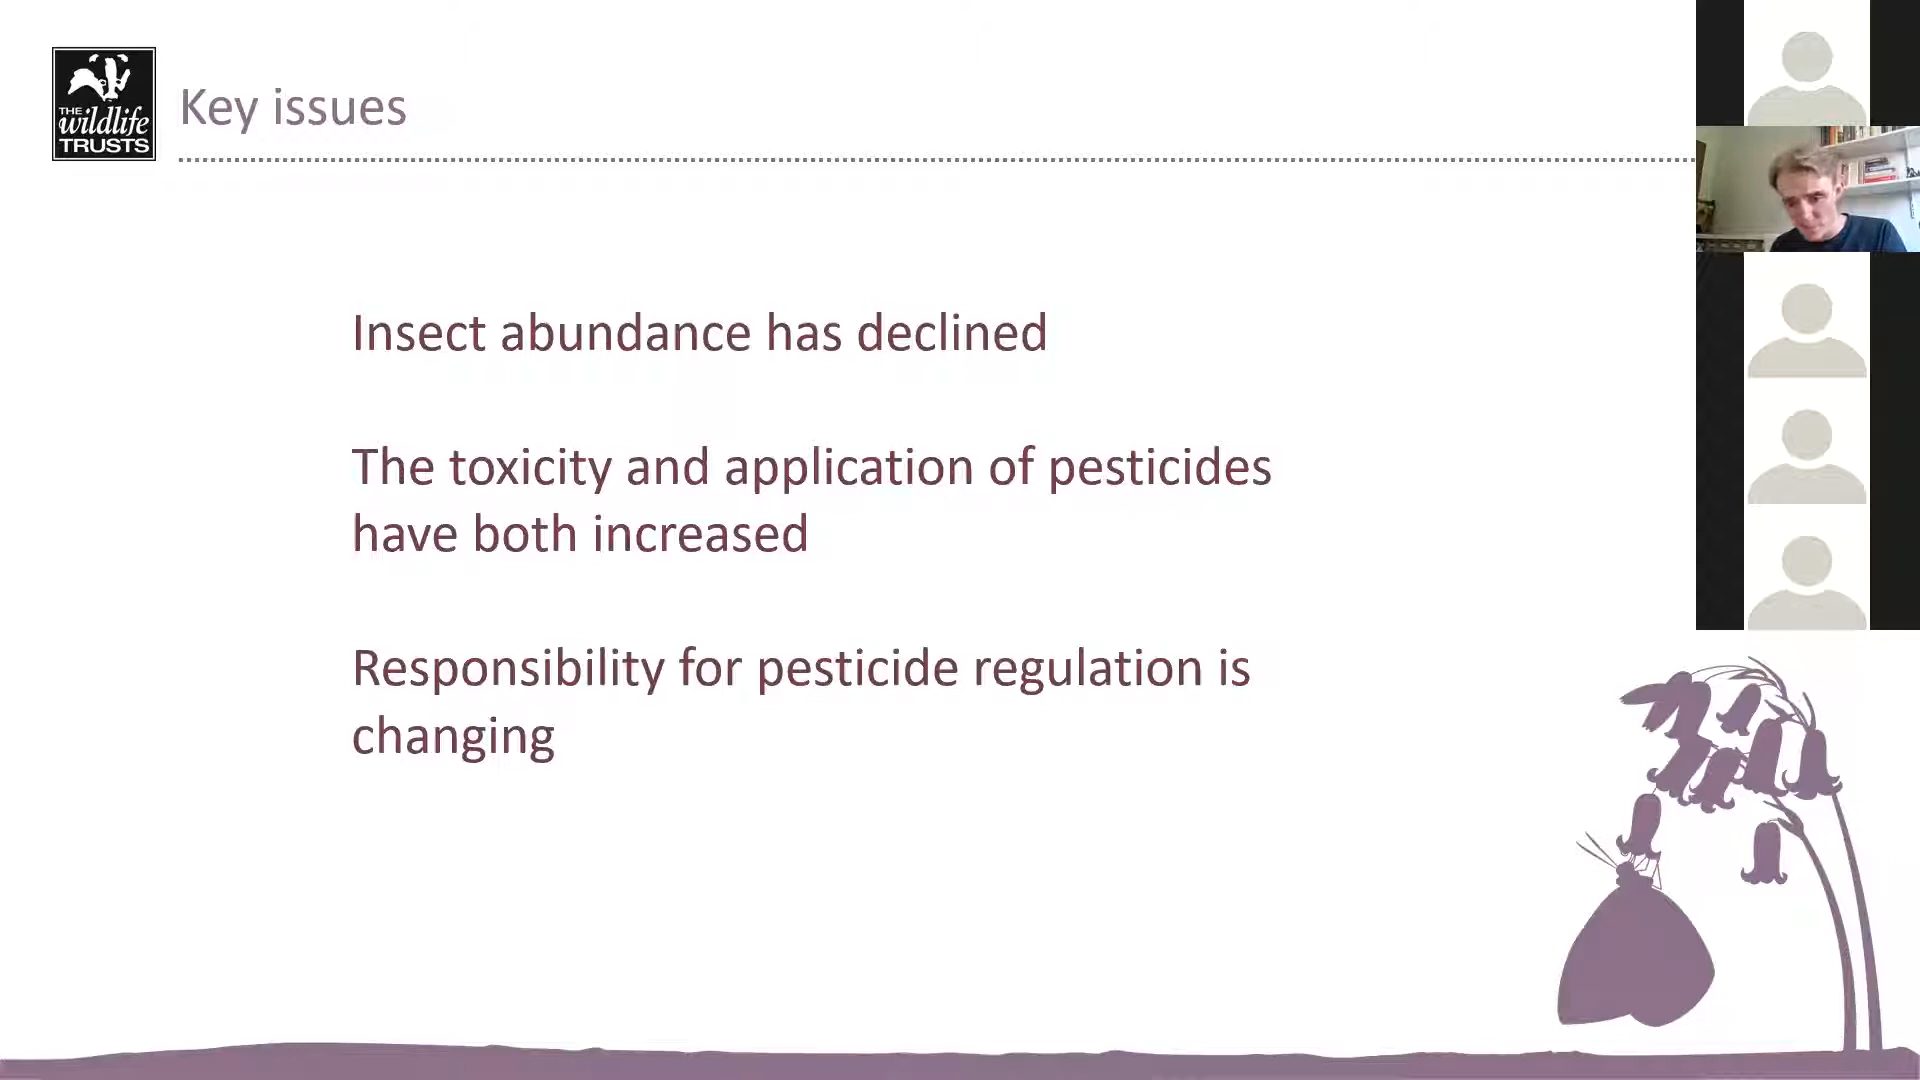 THE
wildlife
TRUSTS
Key issues
Insect abundance has declined
The toxicity and application of pesticides
have both increased
Responsibility for pesticide regulation is
changing